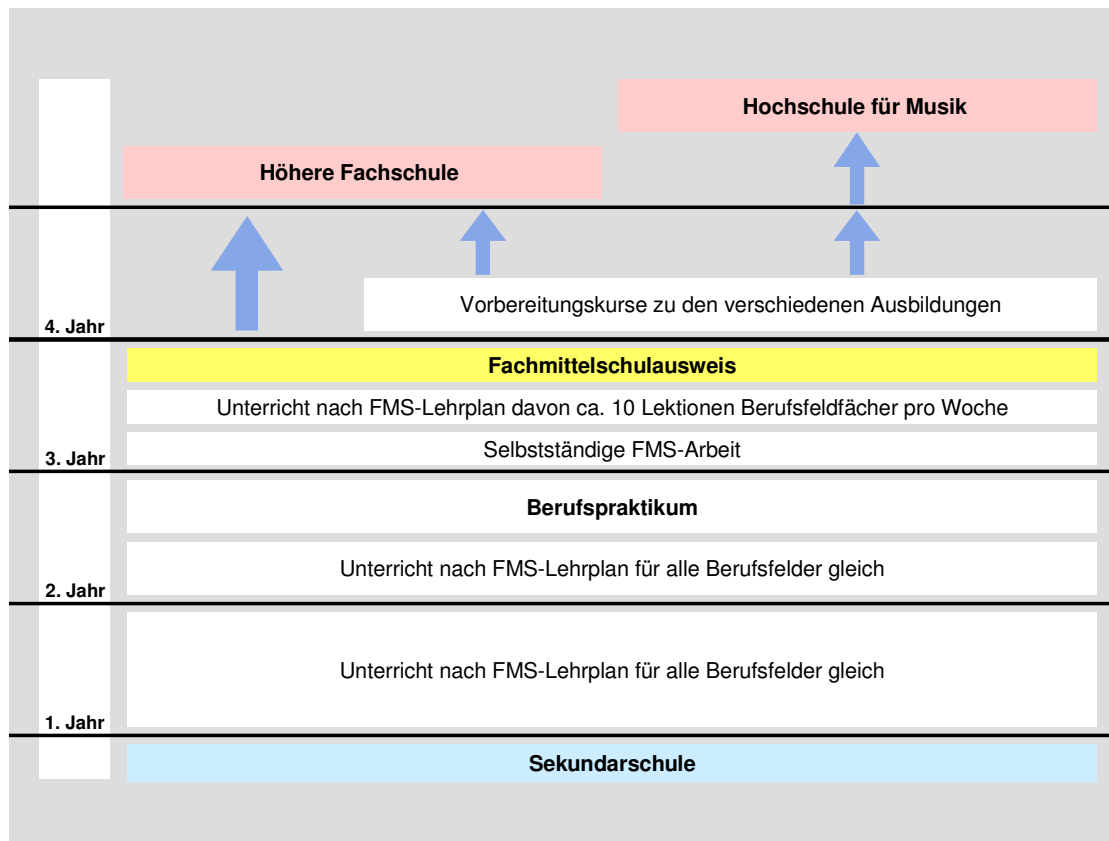 Hochschule für Musik
Höhere Fachschule
Vorbereitungskurse zu den verschiedenen Ausbildungen
4. Jahr
Fachmittelschulausweis
Unterricht nach FMS-Lehrplan davon ca. 10 Lektionen Berufsfeldfächer pro Woche
Selbstständige FMS-Arbeit
3. Jahr
Berufspraktikum
Unterricht nach FMS-Lehrplan für alle Berufsfelder gleich
2. Jahr
Unterricht nach FMS-Lehrplan für alle Berufsfelder gleich
1. Jahr
Sekundarschule